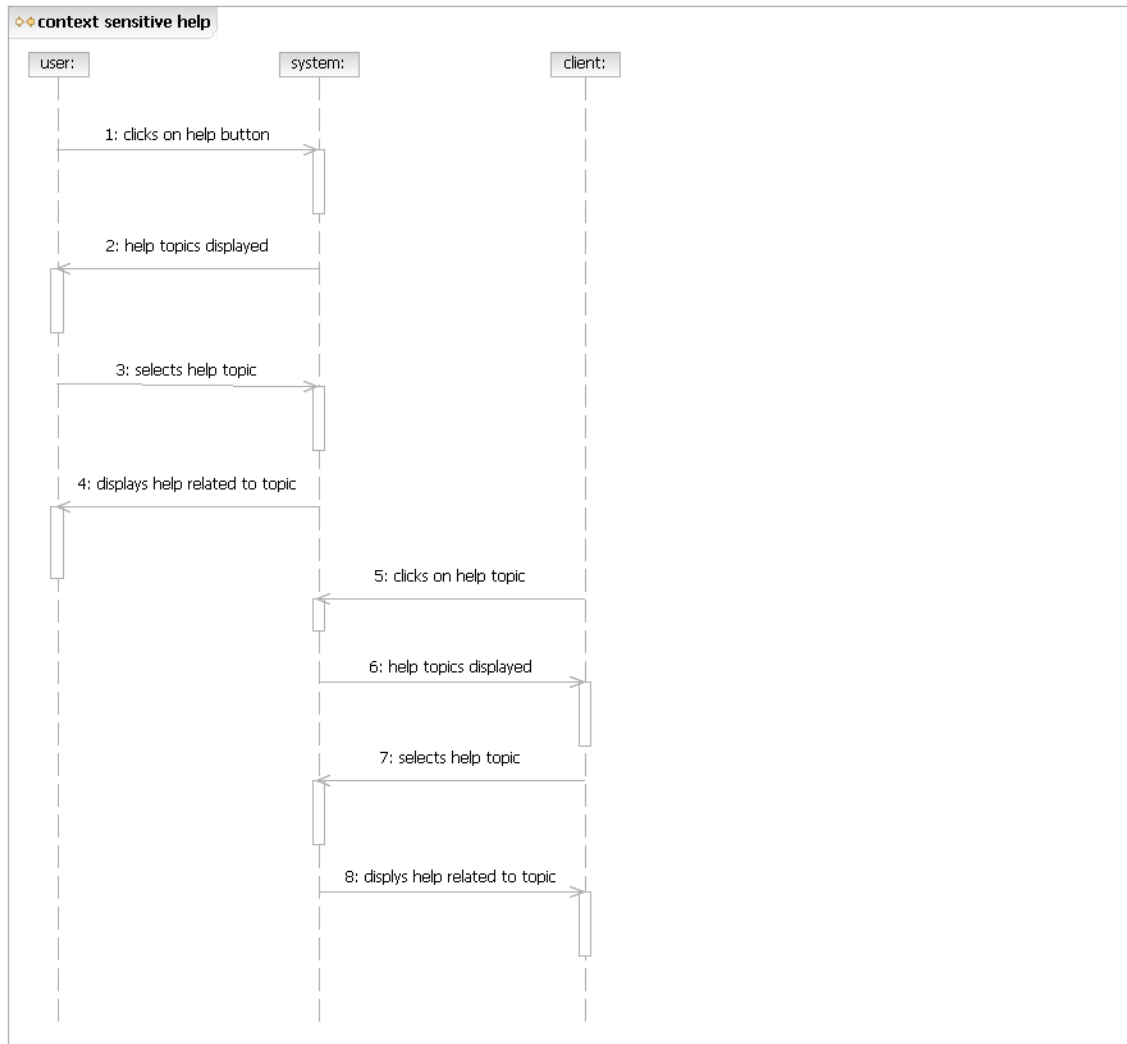 context sensitive help
user:
system:
client:
1: clicks on help button
2: help topics displayed
3: selects help topic
4: displays help related to topic
5: clicks on help topic
6: help topics displayed
7: selects help topic
8: displys help related to topic